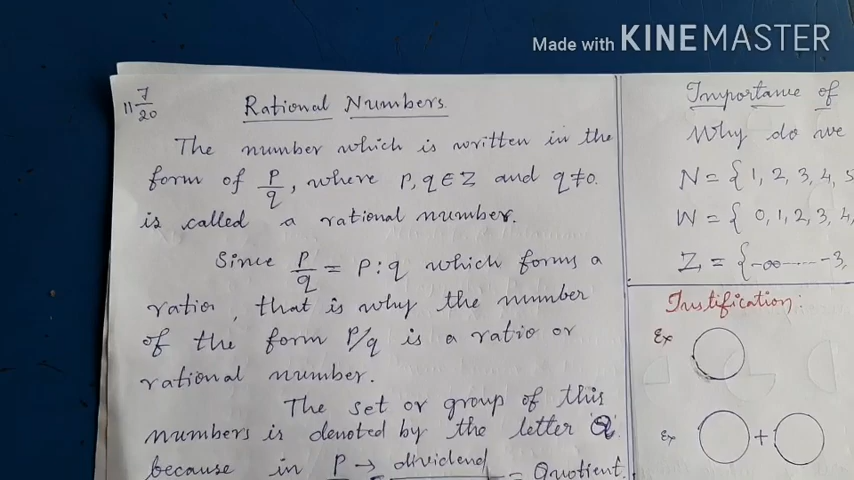 Made with KINEMASTER
11 7/20
Rational Numbers.
The number which is written in the
form of p/q, where p, q ∈ Z and q ≠ 0.
is called a rational number.
Since p/q = p : q which forms a
ratio, that is why the number
of the form p/q is a ratio or
rational number.
The set or group of this
numbers is denoted by the letter 'Q'.
because in p → dividend = Quotient.
Importance of
Why do we
N = { 1, 2, 3, 4, 5
W = { 0, 1, 2, 3, 4,
Z = { -∞ ..... -3,
Justification:
Ex
Ex
+